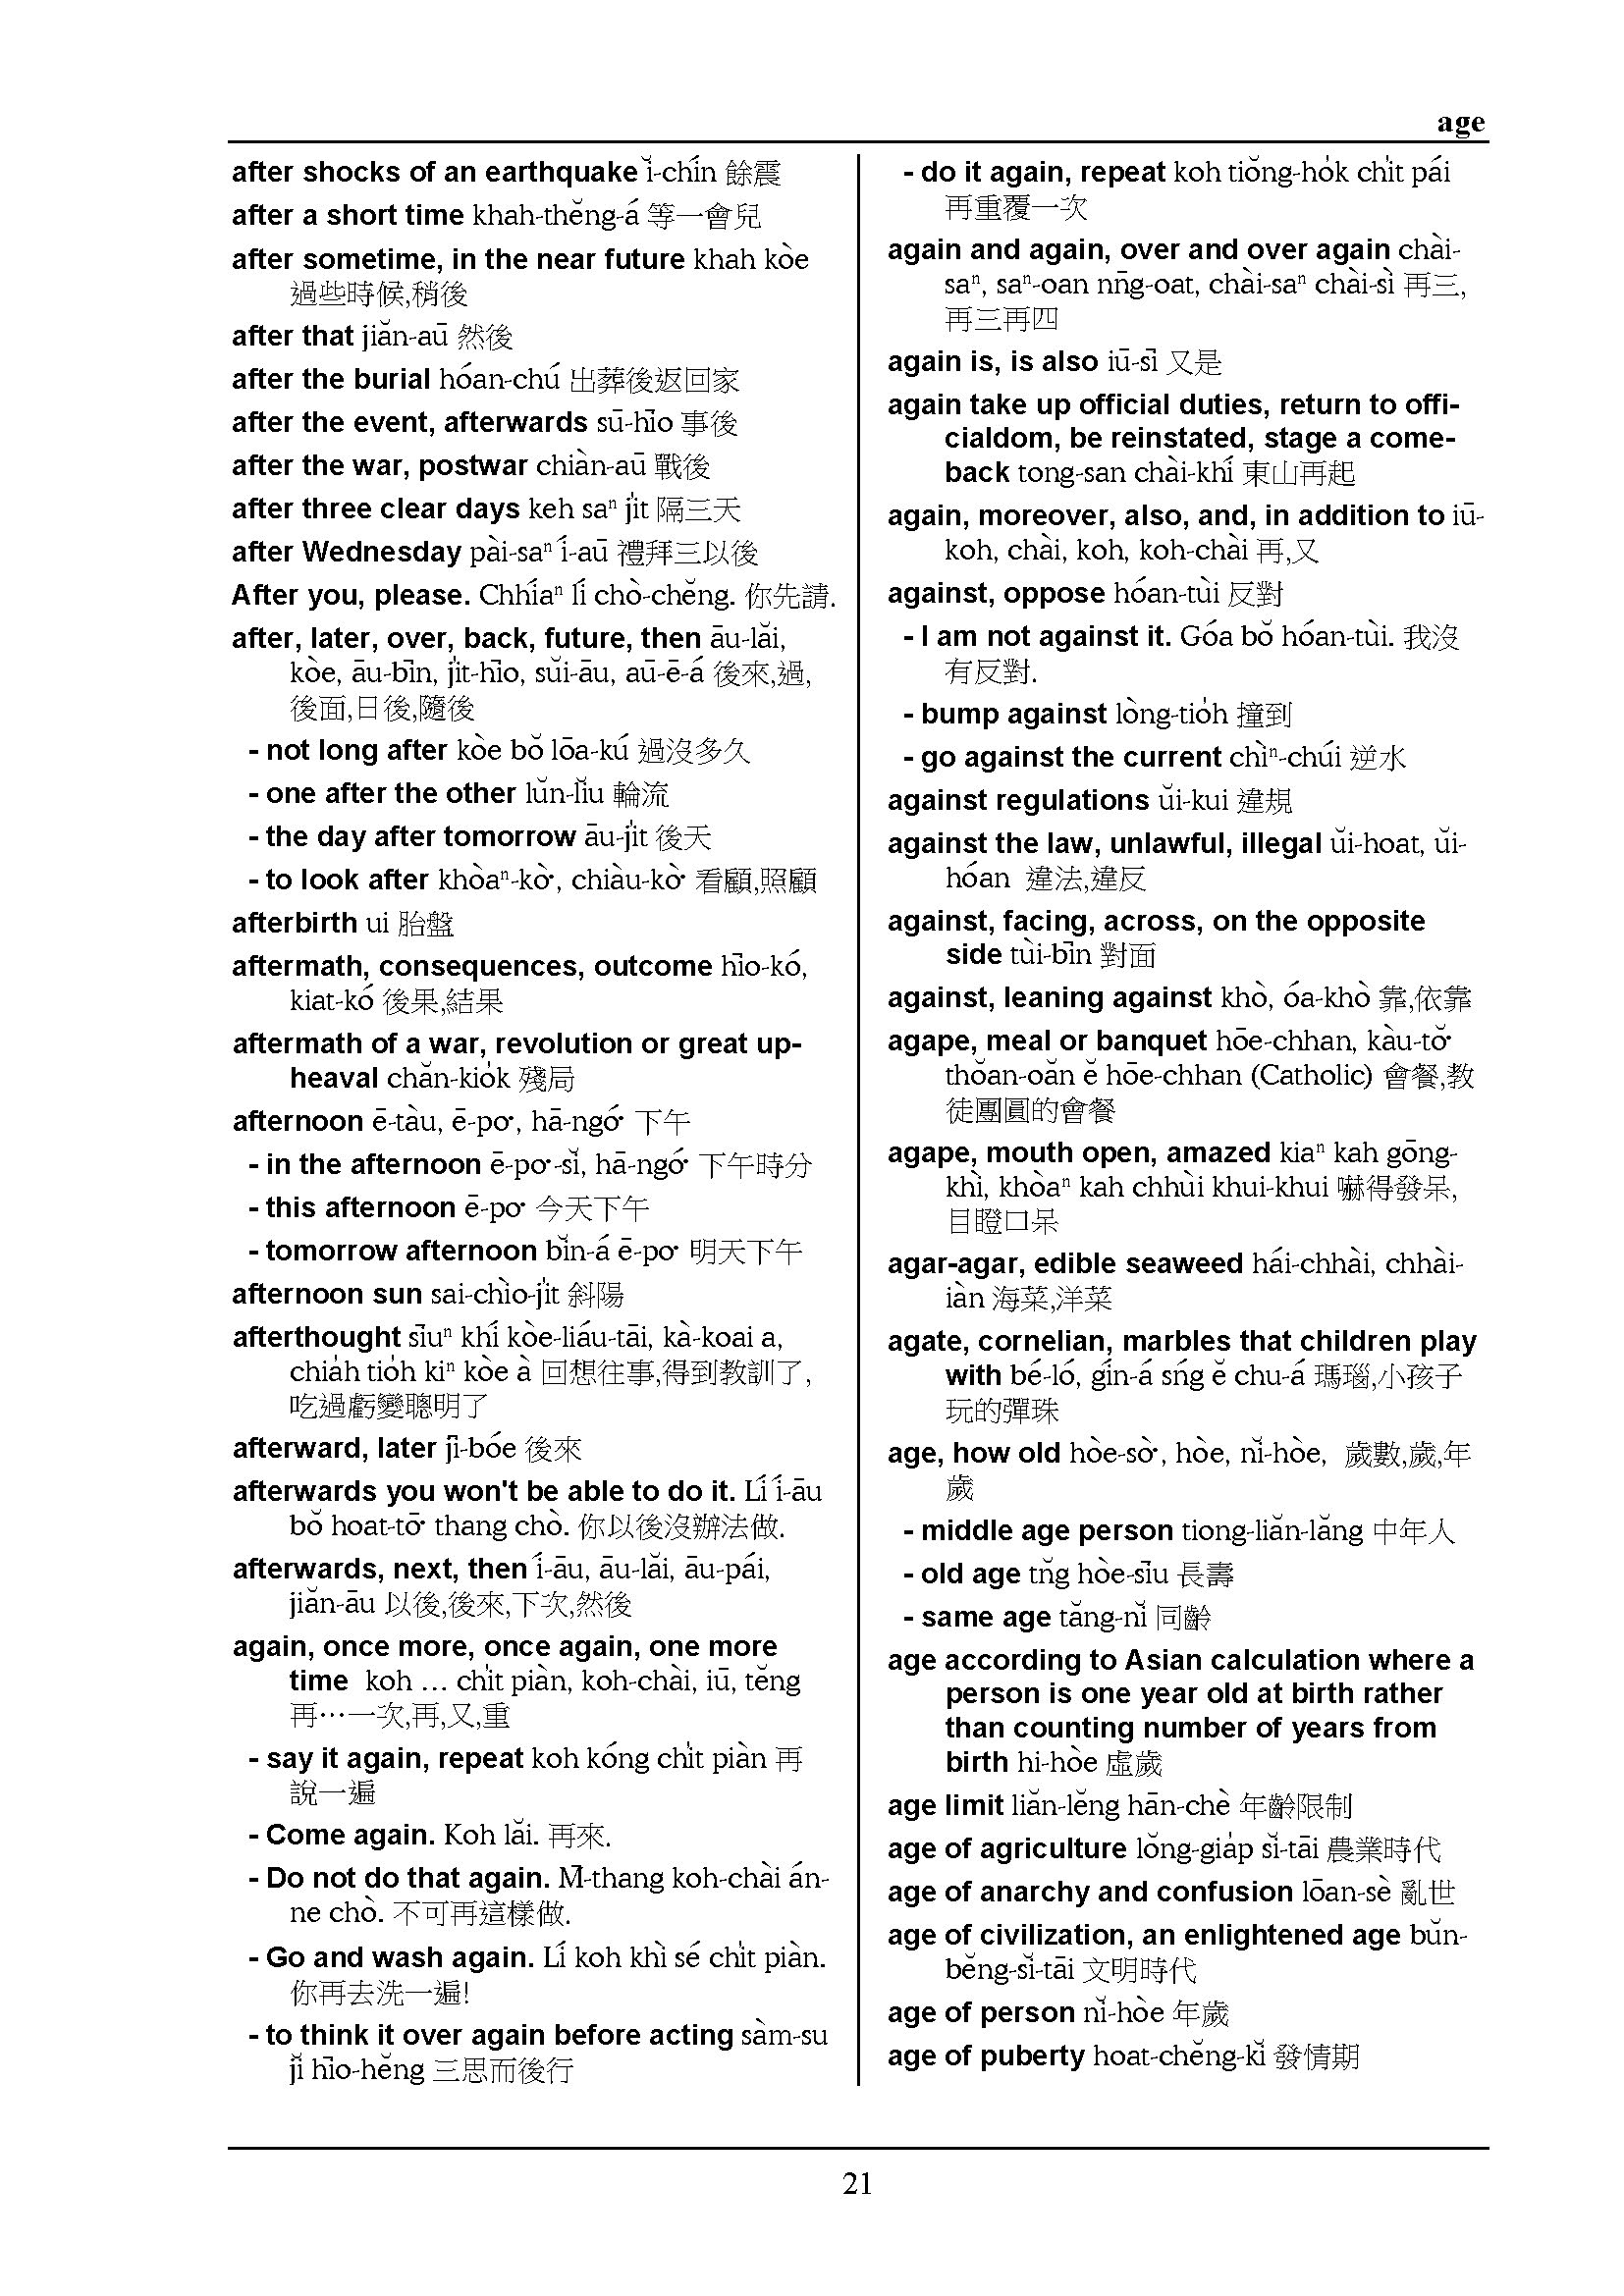 age
after shocks of an earthquake ĭ-chín 餘震
after a short time khah-thĕng-á 等一會兒
after sometime, in the near future khah kòe
過些時候,稍後
after that jiăn-aū 然後
after the burial hóan-chú 出葬後返回家
after the event, afterwards sū-hīo 事後
after the war, postwar chiàn-aū 戰後
after three clear days keh saⁿ ji̍t 隔三天
after Wednesday pài-saⁿ í-aū 禮拜三以後
After you, please. Chhíaⁿ lí chò-chĕng. 你先請.
after, later, over, back, future, then āu-lăi,
kòe, āu-bīn, ji̍t-hīo, sŭi-āu, aū-ē-á 後來,過,
後面,日後,隨後
- not long after kòe bŏ lōa-kú 過沒多久
- one after the other lŭn-lĭu 輪流
- the day after tomorrow āu-ji̍t 後天
- to look after khòaⁿ-kò͘, chiàu-kò͘ 看顧,照顧
afterbirth ui 胎盤
aftermath, consequences, outcome hīo-kó,
kiat-kó 後果,結果
aftermath of a war, revolution or great up-
heaval chăn-kio̍k 殘局
afternoon ē-tàu, ē-po͘, hā-ngó͘ 下午
- in the afternoon ē-po͘-sĭ, hā-ngó͘ 下午時分
- this afternoon ē-po͘ 今天下午
- tomorrow afternoon bĭn-á ē-po͘ 明天下午
afternoon sun sai-chìo-ji̍t 斜陽
afterthought sīuⁿ khí kòe-liáu-tāi, kà-koai a,
chia̍h tio̍h kiⁿ kòe à 回想往事,得到教訓了,
吃過虧變聰明了
afterward, later jī-bóe 後來
afterwards you won't be able to do it. Lí í-āu
bŏ hoat-tō͘ thang chò. 你以後沒辦法做.
afterwards, next, then í-āu, āu-lăi, āu-pái,
jiăn-āu 以後,後來,下次,然後
again, once more, once again, one more
time koh … chi̍t piàn, koh-chài, iū, tĕng
再…一次,再,又,重
- say it again, repeat koh kóng chi̍t piàn 再
說一遍
- Come again. Koh lăi. 再來.
- Do not do that again. M̄-thang koh-chài án-
ne chò. 不可再這樣做.
- Go and wash again. Lí koh khì sé chi̍t piàn.
你再去洗一遍!
- to think it over again before acting sàm-su
jĭ hīo-hĕng 三思而後行
- do it again, repeat koh tiŏng-ho̍k chi̍t pái
再重覆一次
again and again, over and over again chài-
saⁿ, saⁿ-oan nn̄g-oat, chài-saⁿ chài-sì 再三,
再三再四
again is, is also iū-sī 又是
again take up official duties, return to offi-
cialdom, be reinstated, stage a come-
back tong-san chài-khí 東山再起
again, moreover, also, and, in addition to iū-
koh, chài, koh, koh-chài 再,又
against, oppose hóan-tùi 反對
- I am not against it. Góa bŏ hóan-tùi. 我沒
有反對.
- bump against lòng-tio̍h 撞到
- go against the current chìⁿ-chúi 逆水
against regulations ŭi-kui 違規
against the law, unlawful, illegal ŭi-hoat, ŭi-
hóan 違法,違反
against, facing, across, on the opposite
side tùi-bīn 對面
against, leaning against khò, óa-khò 靠,依靠
agape, meal or banquet hōe-chhan, kàu-tŏ͘
thŏan-oăn ĕ hōe-chhan (Catholic) 會餐,教
徒團圓的會餐
agape, mouth open, amazed kiaⁿ kah gōng-
khì, khòaⁿ kah chhùi khui-khui 嚇得發呆,
目瞪口呆
agar-agar, edible seaweed hái-chhài, chhài-
iàn 海菜,洋菜
agate, cornelian, marbles that children play
with bé-ló, gín-á sńg ĕ chu-á 瑪瑙,小孩子
玩的彈珠
age, how old hòe-sò͘, hòe, nĭ-hòe, 歲數,歲,年
歲
- middle age person tiong-liăn-lăng 中年人
- old age tn̆g hòe-sīu 長壽
- same age tăng-nĭ 同齡
age according to Asian calculation where a
person is one year old at birth rather
than counting number of years from
birth hi-hòe 虛歲
age limit liăn-lĕng hān-chè 年齡限制
age of agriculture lŏng-gia̍p sĭ-tāi 農業時代
age of anarchy and confusion lōan-sè 亂世
age of civilization, an enlightened age bŭn-
bĕng-sĭ-tāi 文明時代
age of person nĭ-hòe 年歲
age of puberty hoat-chĕng-kĭ 發情期
21